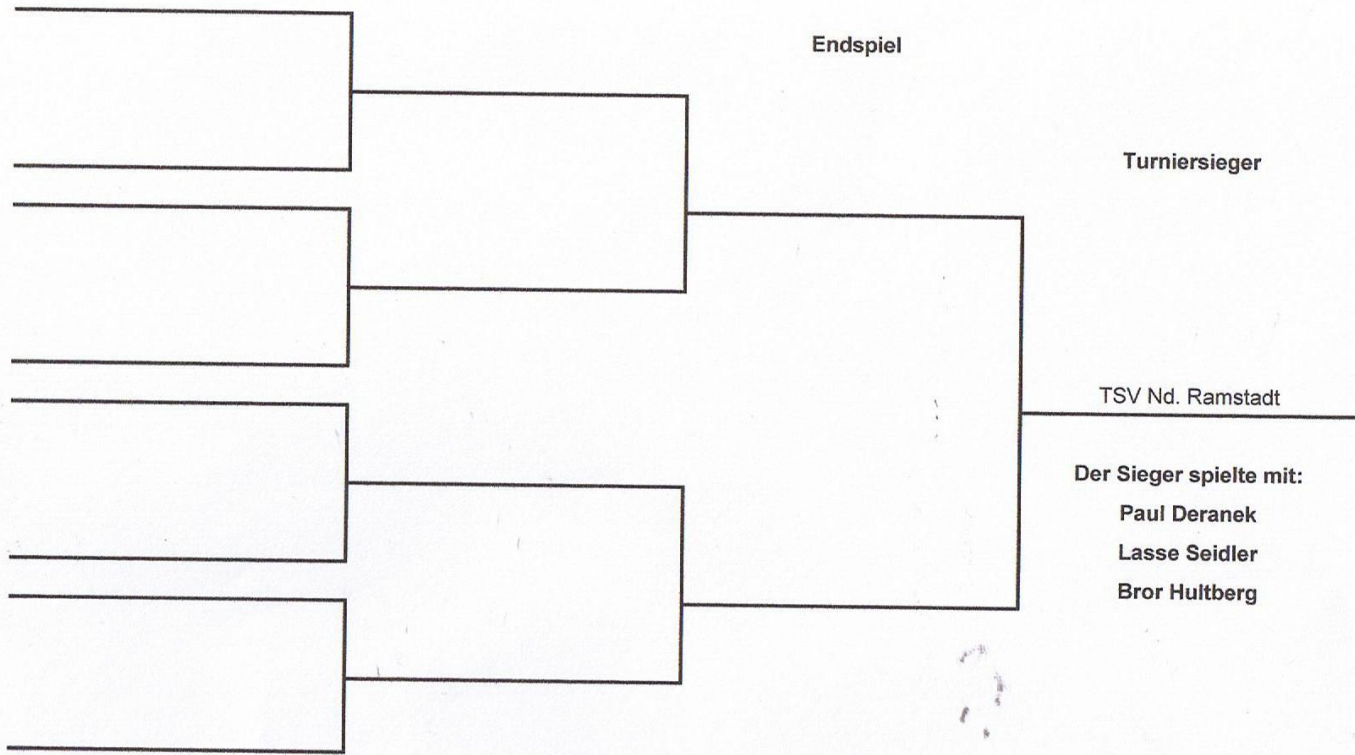 Endspiel
Turniersieger
TSV Nd. Ramstadt
Der Sieger spielte mit:
Paul Deranek
Lasse Seidler
Bror Hultberg